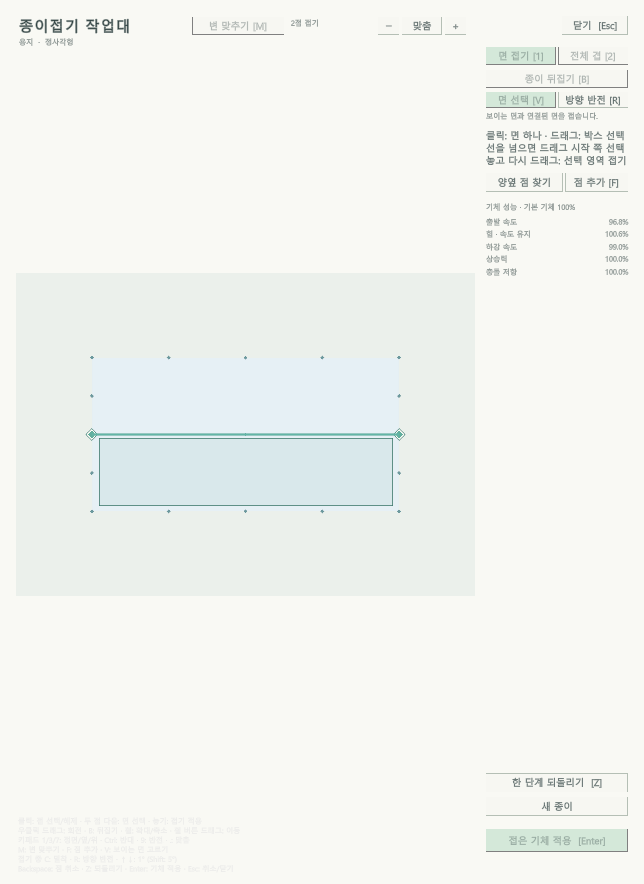 종이접기 작업대
용지 · 정사각형
변 맞추기 [M]
2점 접기
−
맞춤
+
닫기 [Esc]
면 접기 [1]
전체 겹 [2]
종이 뒤집기 [B]
면 선택 [V]
방향 반전 [R]
보이는 면과 연결된 면을 접습니다.
클릭: 면 하나 · 드래그: 박스 선택
선을 넘으면 드래그 시작 쪽 선택
놓고 다시 드래그: 선택 영역 접기
양옆 점 찾기
점 추가 [F]
기체 성능 · 기본 기체 100%
종말 속도 96.8%
힘 · 속도 유지 100.6%
하강 속도 99.0%
상승력 100.0%
충돌 저항 100.0%
한 단계 되돌리기 [Z]
새 종이
접은 기체 적용 [Enter]